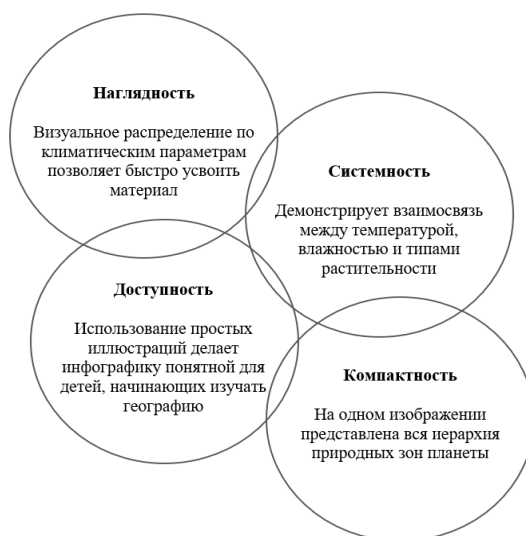 Наглядность
Визуальное распределение по
климатическим параметрам
позволяет быстро усвоить
материал
Системность
Демонстрирует взаимосвязь
между температурой,
влажностью и типами
растительности
Доступность
Использование простых
иллюстраций делает
инфографику понятной для
детей, начинающих изучать
географию
Компактность
На одном изображении
представлена вся иерархия
природных зон планеты